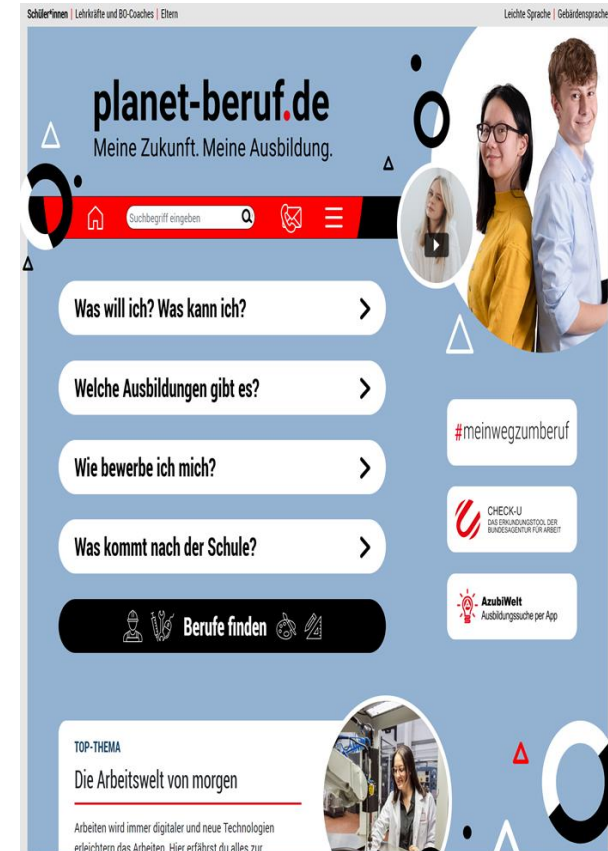 Schüler*innen | Lehrkräfte und BO-Coaches | Eltern
Leichte Sprache | Gebärdensprache
planet-beruf.de
Meine Zukunft. Meine Ausbildung.
Suchbegriff eingeben
Was will ich? Was kann ich?
Welche Ausbildungen gibt es?
Wie bewerbe ich mich?
Was kommt nach der Schule?
Berufe finden
#meinwegzumberuf
CHECK-U
DAS ERKUNDUNGSTOOL DER
BUNDESAGENTUR FÜR ARBEIT
AzubiWelt
Ausbildungssuche per App
TOP-THEMA
Die Arbeitswelt von morgen
Arbeiten wird immer digitaler und neue Technologien
erleichtern das Arbeiten. Hier erfährst du alles zur